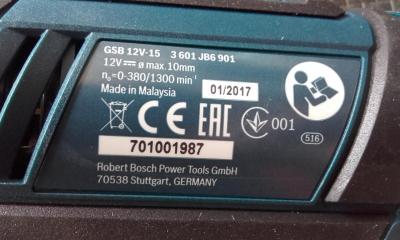 GSB 12V-15 3 601 JB6 901
12V⎓ ø max.10mm
n₀=0-380/1300 min⁻¹
Made in Malaysia 01/2017
CE EAC 001
516
701001987
Robert Bosch Power Tools GmbH
70538 Stuttgart, GERMANY